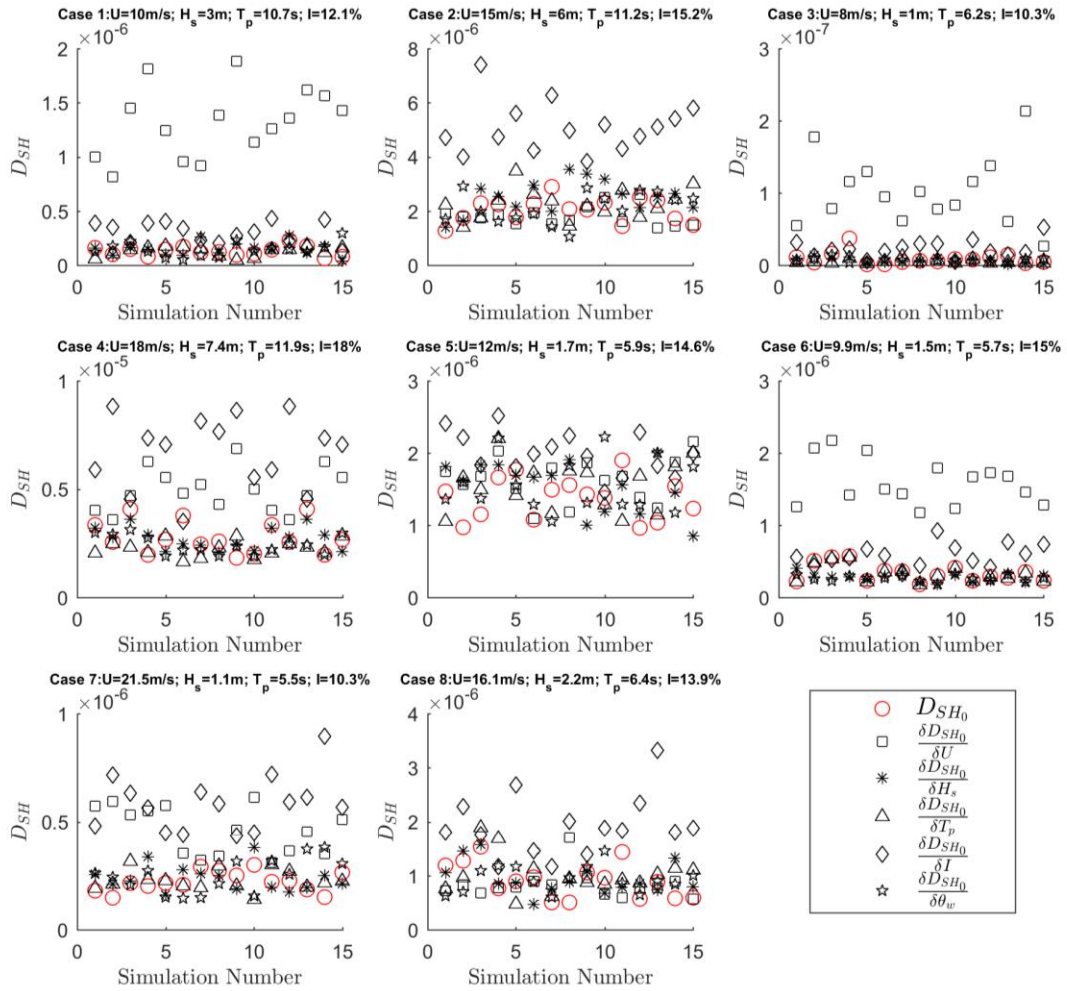 Case 1:U=10m/s; H_s=3m; T_p=10.7s; I=12.1%
×10^-6
2
1.5
1
0.5
0
D_SH
0 5 10 15
Simulation Number
Case 2:U=15m/s; H_s=6m; T_p=11.2s; I=15.2%
×10^-6
8
6
4
2
0
D_SH
0 5 10 15
Simulation Number
Case 3:U=8m/s; H_s=1m; T_p=6.2s; I=10.3%
×10^-7
3
2
1
0
D_SH
0 5 10 15
Simulation Number
Case 4:U=18m/s; H_s=7.4m; T_p=11.9s; I=18%
×10^-5
1
0.5
0
D_SH
0 5 10 15
Simulation Number
Case 5:U=12m/s; H_s=1.7m; T_p=5.9s; I=14.6%
×10^-6
3
2
1
0
D_SH
0 5 10 15
Simulation Number
Case 6:U=9.9m/s; H_s=1.5m; T_p=5.7s; I=15%
×10^-6
3
2
1
0
D_SH
0 5 10 15
Simulation Number
Case 7:U=21.5m/s; H_s=1.1m; T_p=5.5s; I=10.3%
×10^-6
1
0.5
0
D_SH
0 5 10 15
Simulation Number
Case 8:U=16.1m/s; H_s=2.2m; T_p=6.4s; I=13.9%
×10^-6
4
3
2
1
0
D_SH
0 5 10 15
Simulation Number
D_SH_0
δD_SH_0/δU
δD_SH_0/δH_s
δD_SH_0/δT_p
δD_SH_0/δI
δD_SH_0/δθ_w